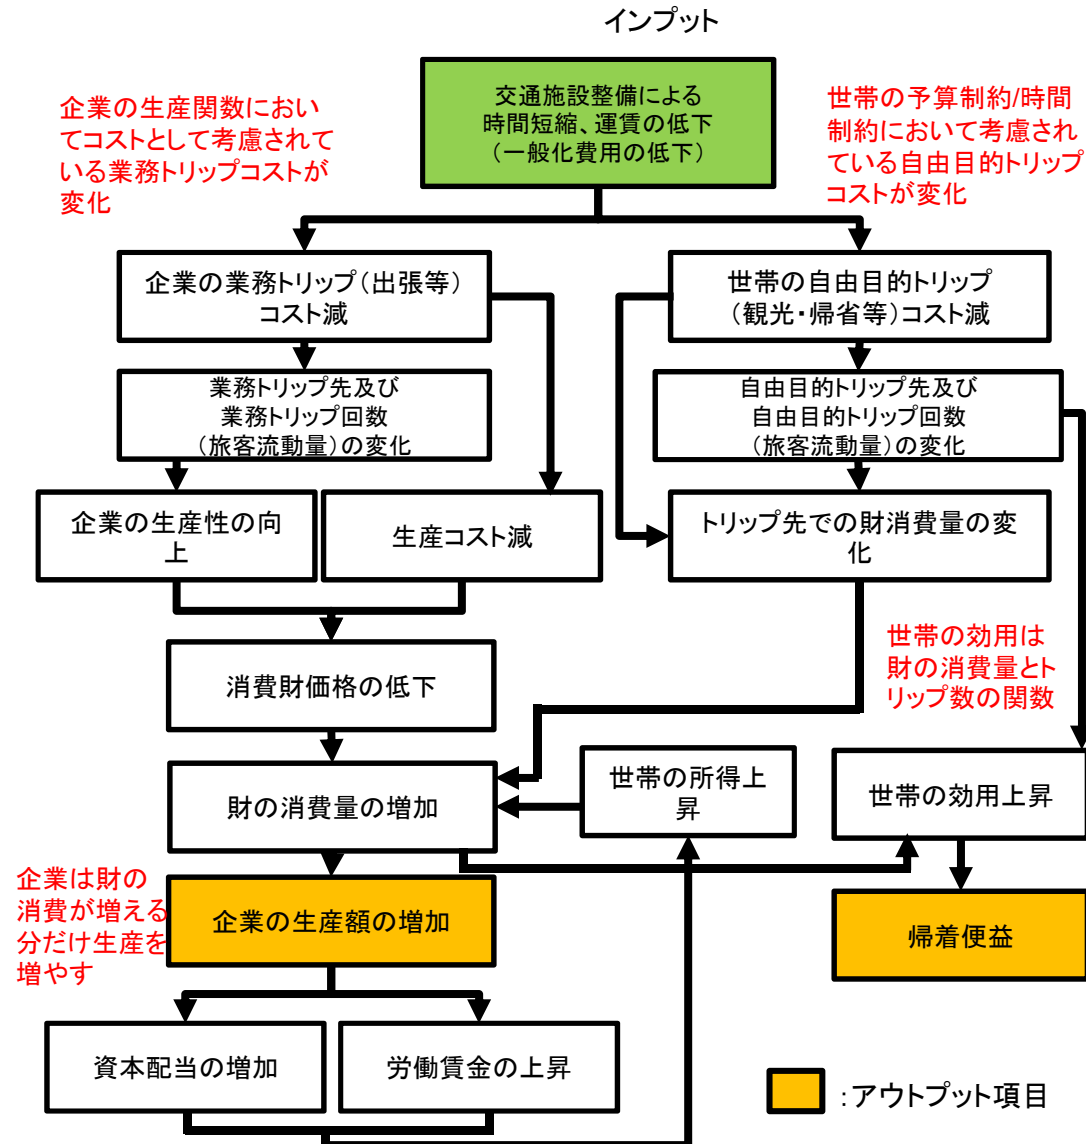 インプット
交通施設整備による
時間短縮、運賃の低下
（一般化費用の低下）
企業の生産関数におい
てコストとして考慮されて
いる業務トリップコストが
変化
世帯の予算制約/時間
制約において考慮され
ている自由目的トリップ
コストが変化
企業の業務トリップ（出張等）
コスト減
世帯の自由目的トリップ
（観光・帰省等）コスト減
業務トリップ先及び
業務トリップ回数
（旅客流動量）の変化
自由目的トリップ先及び
自由目的トリップ回数
（旅客流動量）の変化
企業の生産性の向
上
生産コスト減
トリップ先での財消費量の変
化
消費財価格の低下
世帯の効用は
財の消費量とト
リップ数の関数
財の消費量の増加
世帯の所得上
昇
世帯の効用上昇
企業は財の
消費が増える
分だけ生産を
増やす
企業の生産額の増加
帰着便益
資本配当の増加
労働賃金の上昇
：アウトプット項目